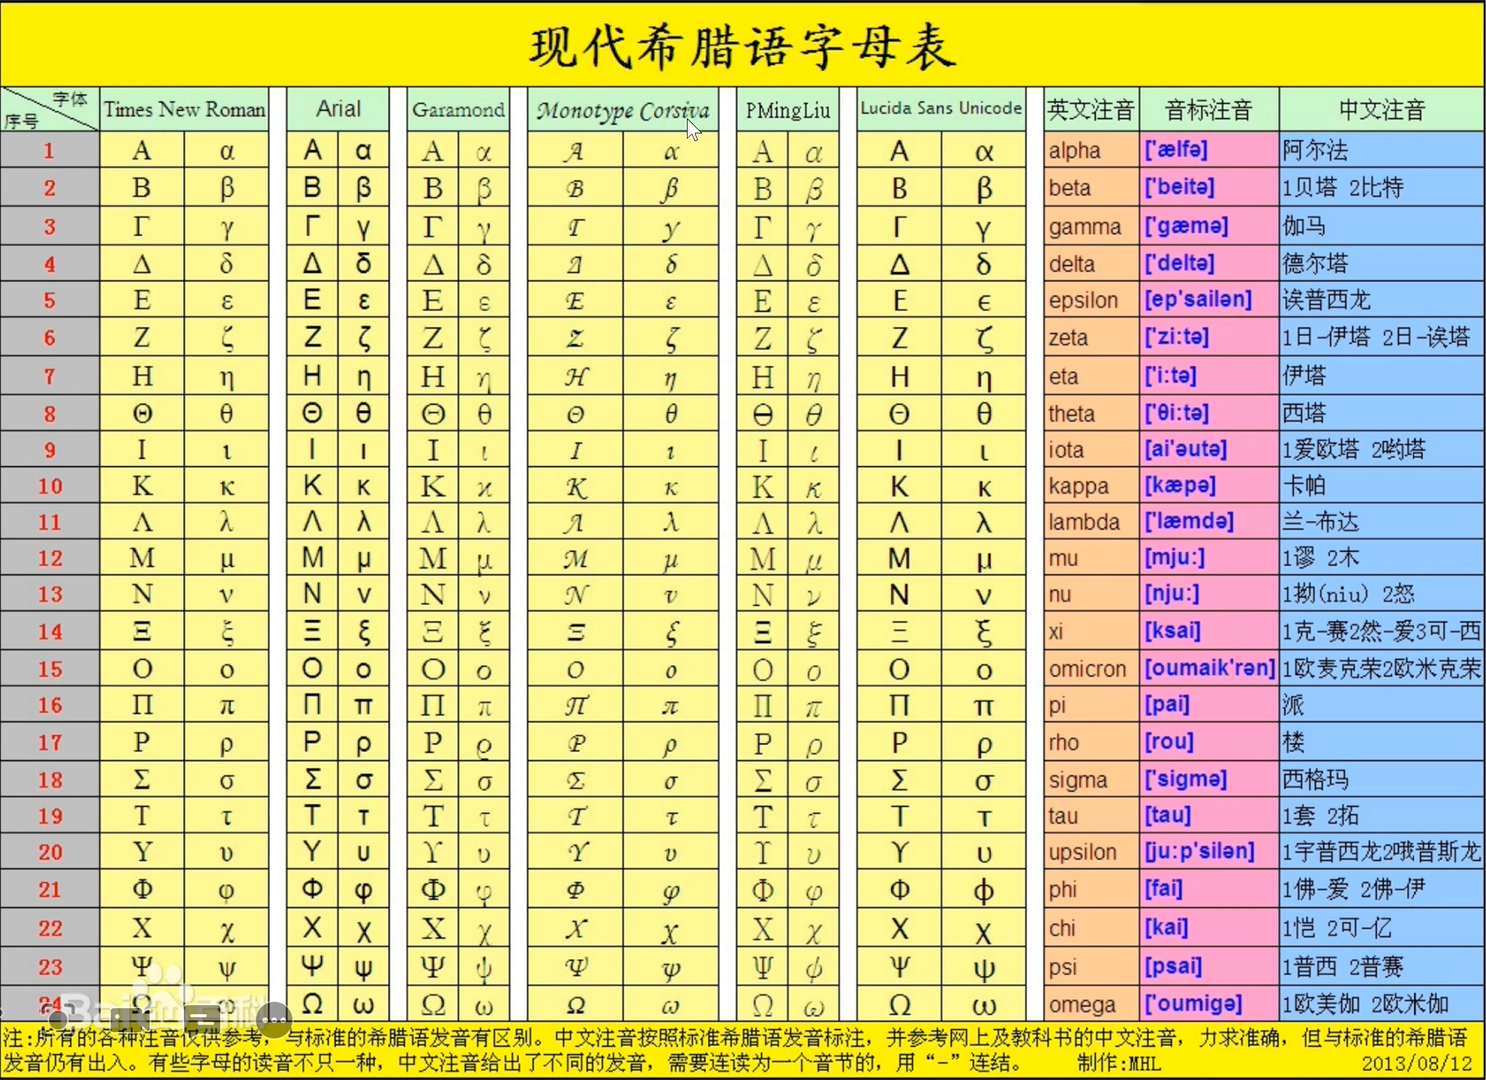 现代希腊语字母表
字体 序号 Times New Roman Arial Garamond Monotype Corsiva PMingLiu Lucida Sans Unicode 英文注音 音标注音 中文注音
1 Α α Α α Α α Α α Α α Α α alpha ['ælfə] 阿尔法
2 Β β Β β Β β Β β Β β Β β beta ['beitə] 1贝塔 2比特
3 Γ γ Γ γ Γ γ Γ γ Γ γ Γ γ gamma ['gæmə] 伽马
4 Δ δ Δ δ Δ δ Δ δ Δ δ Δ δ delta ['deltə] 德尔塔
5 Ε ε Ε ε Ε ε Ε ε Ε ε Ε ϵ epsilon [ep'sailən] 诶普西龙
6 Ζ ζ Ζ ζ Ζ ζ Ζ ζ Ζ ζ Ζ ζ zeta ['zi:tə] 1日-伊塔 2日-诶塔
7 Η η Η η Η η Η η Η η Η η eta ['i:tə] 伊塔
8 Θ θ Θ θ Θ θ Θ θ Θ θ Θ θ theta ['θi:tə] 西塔
9 Ι ι Ι ι Ι ι Ι ι Ι ι Ι ι iota [ai'əutə] 1爱欧塔 2哟塔
10 Κ κ Κ κ Κ ϰ Κ κ Κ κ Κ κ kappa [kæpə] 卡帕
11 Λ λ Λ λ Λ λ Λ λ Λ λ Λ λ lambda ['læmdə] 兰-布达
12 Μ μ Μ μ Μ μ Μ μ Μ μ Μ μ mu [mju:] 1谬 2木
13 Ν ν Ν ν Ν ν Ν ν Ν ν Ν ν nu [nju:] 1拗(niu) 2怒
14 Ξ ξ Ξ ξ Ξ ξ Ξ ξ Ξ ξ Ξ ξ xi [ksai] 1克-赛2然-爱3可-西
15 Ο ο Ο ο Ο ο Ο ο Ο ο Ο ο omicron [oumaik'rən] 1欧麦克荣2欧米克荣
16 Π π Π π Π π Π π Π π Π π pi [pai] 派
17 Ρ ρ Ρ ρ Ρ ϱ Ρ ρ Ρ ρ Ρ ρ rho [rou] 楼
18 Σ σ Σ σ Σ σ Σ σ Σ σ Σ σ sigma ['sigmə] 西格玛
19 Τ τ Τ τ Τ τ Τ τ Τ τ Τ τ tau [tau] 1套 2拓
20 Υ υ Υ υ Υ υ Υ υ Υ υ Υ υ upsilon [ju:p'silən] 1宇普西龙2哦普斯龙
21 Φ φ Φ φ Φ φ Φ φ Φ φ Φ ϕ phi [fai] 1佛-爱 2佛-伊
22 Χ χ Χ χ Χ χ Χ χ Χ χ Χ χ chi [kai] 1恺 2可-亿
23 Ψ ψ Ψ ψ Ψ ψ Ψ ψ Ψ ψ Ψ ψ psi [psai] 1普西 2普赛
24 Ω ω Ω ω Ω ω Ω ω Ω ω Ω ω omega ['oumigə] 1欧美伽 2欧米伽
Bai 百科
注:所有的各种注音仅供参考，与标准的希腊语发音有区别。中文注音按照标准希腊语发音标注，并参考网上及教科书的中文注音，力求准确，但与标准的希腊语
发音仍有出入。有些字母的读音不只一种，中文注音给出了不同的发音，需要连读为一个音节的，用“-”连结。 制作:MHL 2013/08/12